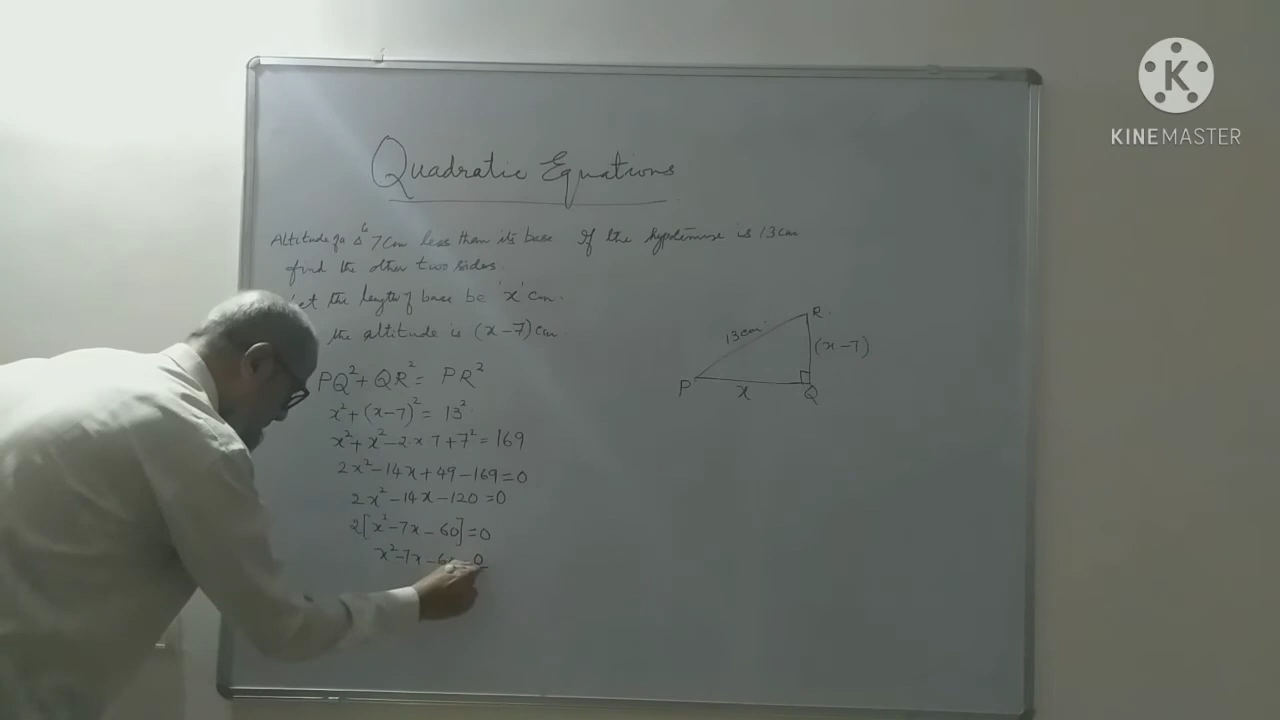 Quadratic Equations
Altitude of a Δ 7cm less than its base If the hypotenuse is 13cm
find the other two sides.
Let the length of base be 'x' cm.
the altitude is (x-7)cm.
PQ²+ QR² = PR²
x²+(x-7)² = 13²
x²+x²-2·x 7+7² = 169
2x²-14x+49-169=0
2x²-14x-120=0
2[x²-7x-60]=0
x²-7x-60=0
R
13cm
(x-7)
P
x
Q
K
KINEMASTER